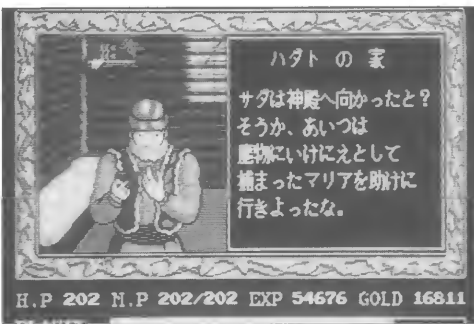 ハダト の 家
サダは神殿へ向かったと？
そうか、あいつは
魔物にいけにえとして
捕まったマリアを助けに
行きよったな。
H.P 202 M.P 202/202 EXP 54676 GOLD 16811